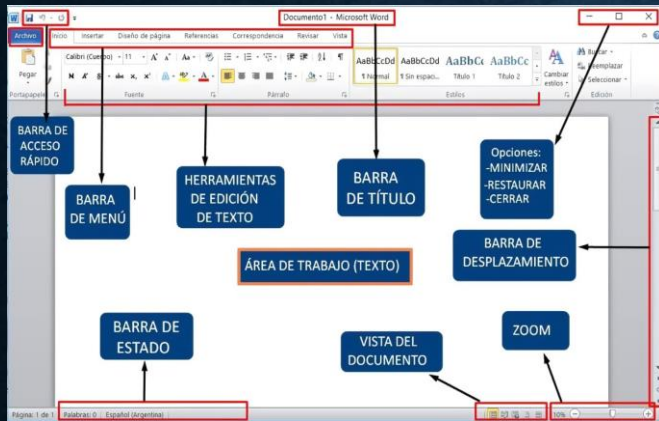 Documento1 - Microsoft Word
Archivo Inicio Insertar Diseño de página Referencias Correspondencia Revisar Vista
Calibri (Cuerpo) 11
Pegar
AaBbCcDd AaBbCcDd AaBbCc AaBbCc
¶ Normal ¶ Sin espac... Título 1 Título 2
Cambiar
estilos
Buscar
Reemplazar
Seleccionar
Portapapeles Fuente Párrafo Estilos Edición
BARRA DE
ACCESO
RÁPIDO
BARRA
DE MENÚ
HERRAMIENTAS
DE EDICIÓN
DE TEXTO
BARRA
DE TÍTULO
Opciones:
-MINIMIZAR
-RESTAURAR
-CERRAR
BARRA DE
DESPLAZAMIENTO
ÁREA DE TRABAJO (TEXTO)
BARRA DE
ESTADO
VISTA DEL
DOCUMENTO
ZOOM
Página: 1 de 1 Palabras: 0 Español (Argentina)